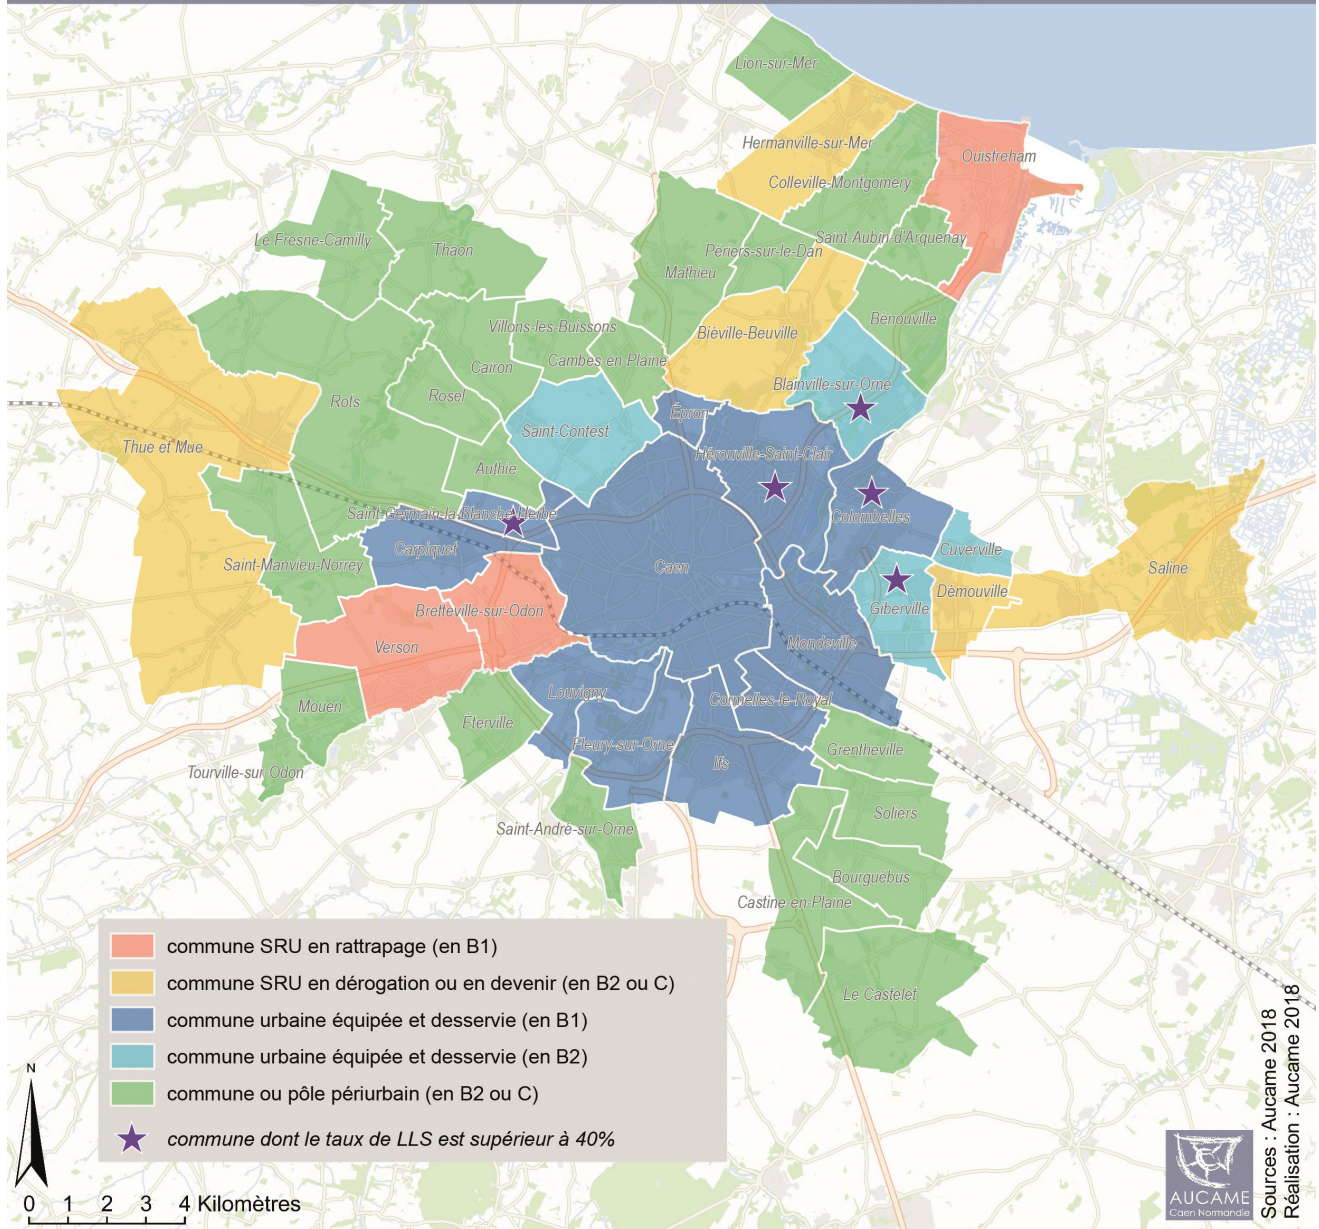 Lion-sur-Mer
Hermanville-sur-Mer
Ouistreham
Colleville-Montgomery
Le Fresne-Camilly
Thaon
Saint-Aubin d'Arquenay
Périers-sur-le-Dan
Mathieu
Bénouville
Villons-les-Buissons
Biéville-Beuville
Cambes en Plaine
Cairon
Blainville-sur-Orne
Rosel
Rots
Épron
Saint-Contest
Thue et Mue
Hérouville-Saint-Clair
Authie
Saint-Germain-la-Blanche-Herbe
Colombelles
Carpiquet
Cuverville
Saint-Manvieu-Norrey
Caen
Saline
Démouville
Bretteville-sur-Odon
Giberville
Verson
Mondeville
Louvigny
Cormelles-le-Royal
Mouen
Éterville
Fleury-sur-Orne
Grentheville
Ifs
Tourville-sur Odon
Soliers
Saint-André-sur-Orne
Bourguébus
Castine-en-Plaine
Le Castelet
commune SRU en rattrapage (en B1)
commune SRU en dérogation ou en devenir (en B2 ou C)
commune urbaine équipée et desservie (en B1)
commune urbaine équipée et desservie (en B2)
commune ou pôle périurbain (en B2 ou C)
commune dont le taux de LLS est supérieur à 40%
N
0 1 2 3 4 Kilomètres
AUCAME
Caen Normandie
Sources : Aucame 2018
Réalisation : Aucame 2018